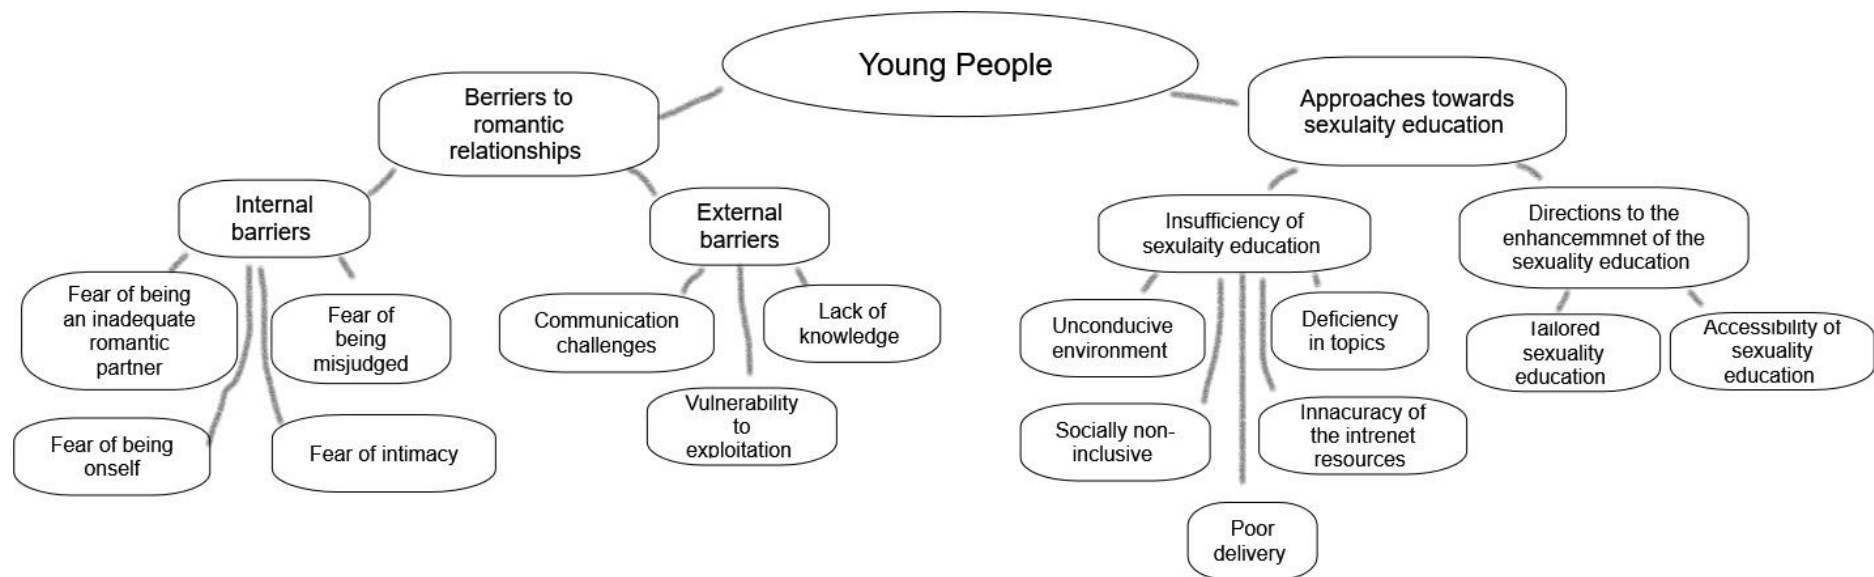 Young People
Berriers to
romantic
relationships
Approaches towards
sexulaity education
Internal
barriers
External
barriers
Insufficiency of
sexulaity education
Directions to the
enhancemmnet of the
sexuality education
Fear of being
an inadequate
romantic
partner
Fear of
being
misjudged
Communication
challenges
Lack of
knowledge
Unconducive
environment
Deficiency
in topics
Tailored
sexuality
education
Accessibility of
sexuality
education
Fear of being
onself
Fear of intimacy
Vulnerability
to
exploitation
Socially non-
inclusive
Innacuracy of
the intrenet
resources
Poor
delivery